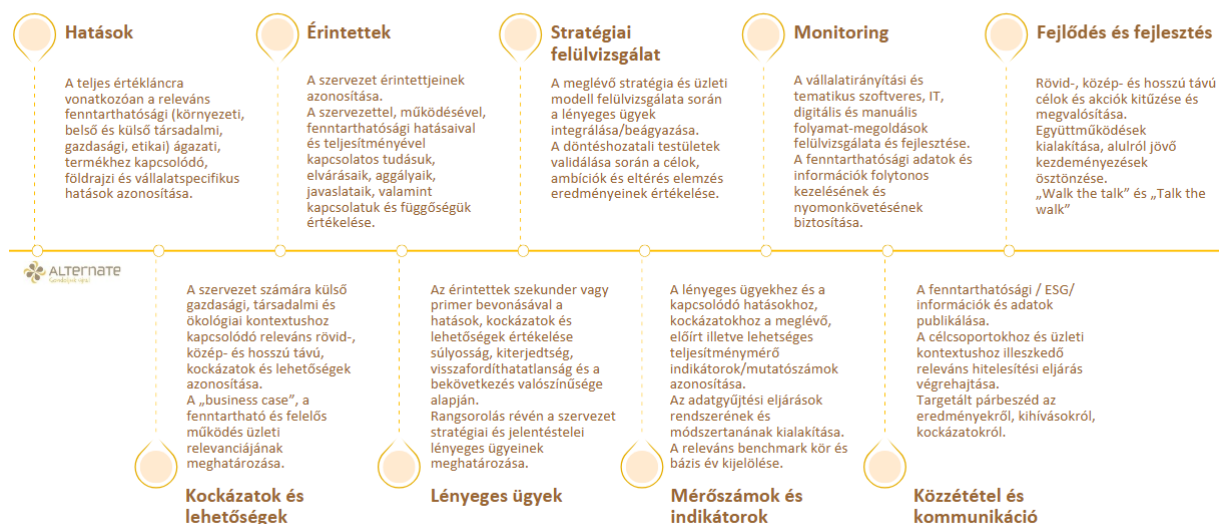 Hatások
A teljes értékláncra
vonatkozóan a releváns
fenntarthatósági (környezeti,
belső és külső társadalmi,
gazdasági, etikai) ágazati,
termékhez kapcsolódó,
földrajzi és vállalatspecifikus
hatások azonosítása.
Érintettek
A szervezet érintettjeinek
azonosítása.
A szervezettel, működésével,
fenntarthatósági hatásaival
és teljesítményével
kapcsolatos tudásuk,
elvárásaik, aggályaik,
javaslataik, valamint
kapcsolatuk és függőségük
értékelése.
Stratégiai
felülvizsgálat
A meglévő stratégia és üzleti
modell felülvizsgálata során
a lényeges ügyek
integrálása/beágyazása.
A döntéshozatali testületek
validálása során a célok,
ambíciók és eltérés elemzés
eredményeinek értékelése.
Monitoring
A vállalatirányítási és
tematikus szoftveres, IT,
digitális és manuális
folyamat-megoldások
felülvizsgálata és fejlesztése.
A fenntarthatósági adatok és
információk folytonos
kezelésének és
nyomonkövetésének
biztosítása.
Fejlődés és fejlesztés
Rövid-, közép- és hosszú távú
célok és akciók kitűzése és
megvalósítása.
Együttműködések
kialakítása, alulról jövő
kezdeményezések
ösztönzése.
„Walk the talk” és „Talk the
walk”
ALTERNATE
A szervezet számára külső
gazdasági, társadalmi és
ökológiai kontextushoz
kapcsolódó releváns rövid-,
közép- és hosszú távú,
kockázatok és lehetőségek
azonosítása.
A „business case”, a
fenntartható és felelős
működés üzleti
relevanciájának
meghatározása.
Kockázatok és
lehetőségek
Az érintettek szekunder vagy
primer bevonásával a
hatások, kockázatok és
lehetőségek értékelése
súlyosság, kiterjedtség,
visszafordíthatatlanság és a
bekövetkezés valószínűsége
alapján.
Rangsorolás révén a szervezet
stratégiai és jelentéstelei
lényeges ügyeinek
meghatározása.
Lényeges ügyek
A lényeges ügyekhez és a
kapcsolódó hatásokhoz,
kockázatokhoz a meglévő,
előírt illetve lehetséges
teljesítménymérő
indikátorok/mutatószámok
azonosítása.
Az adatgyűjtési eljárások
rendszerének és
módszertanának kialakítása.
A releváns benchmark kör és
bázis év kijelölése.
Mérőszámok és
indikátorok
A fenntarthatósági / ESG/
információk és adatok
publikálása.
A célcsoportokhoz és üzleti
kontextushoz illeszkedő
releváns hitelesítési eljárás
végrehajtása.
Targetált párbeszéd az
eredményekről, kihívásokról,
kockázatokról.
Közzététel és
kommunikáció